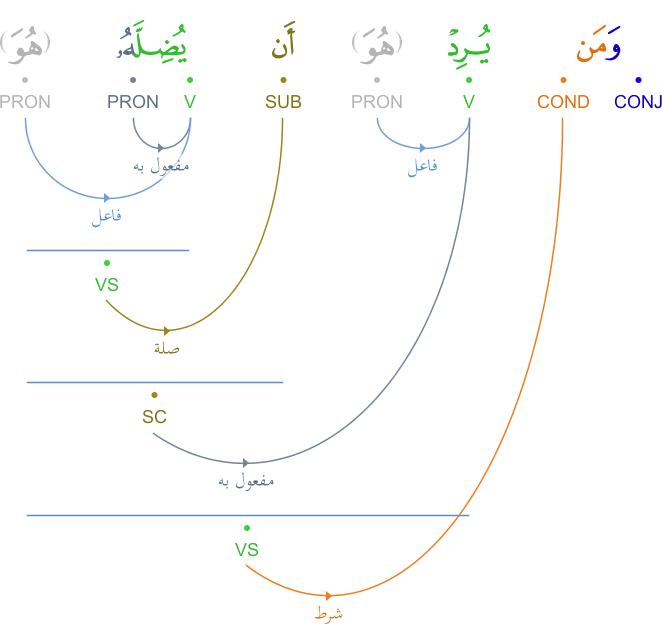 وَمَن يُرِدْ (هُوَ) أَن يُضِلَّهُۥ (هُوَ)
CONJ COND V PRON SUB V PRON PRON
مفعول به
فاعل
فاعل
VS
صلة
SC
مفعول به
VS
شرط